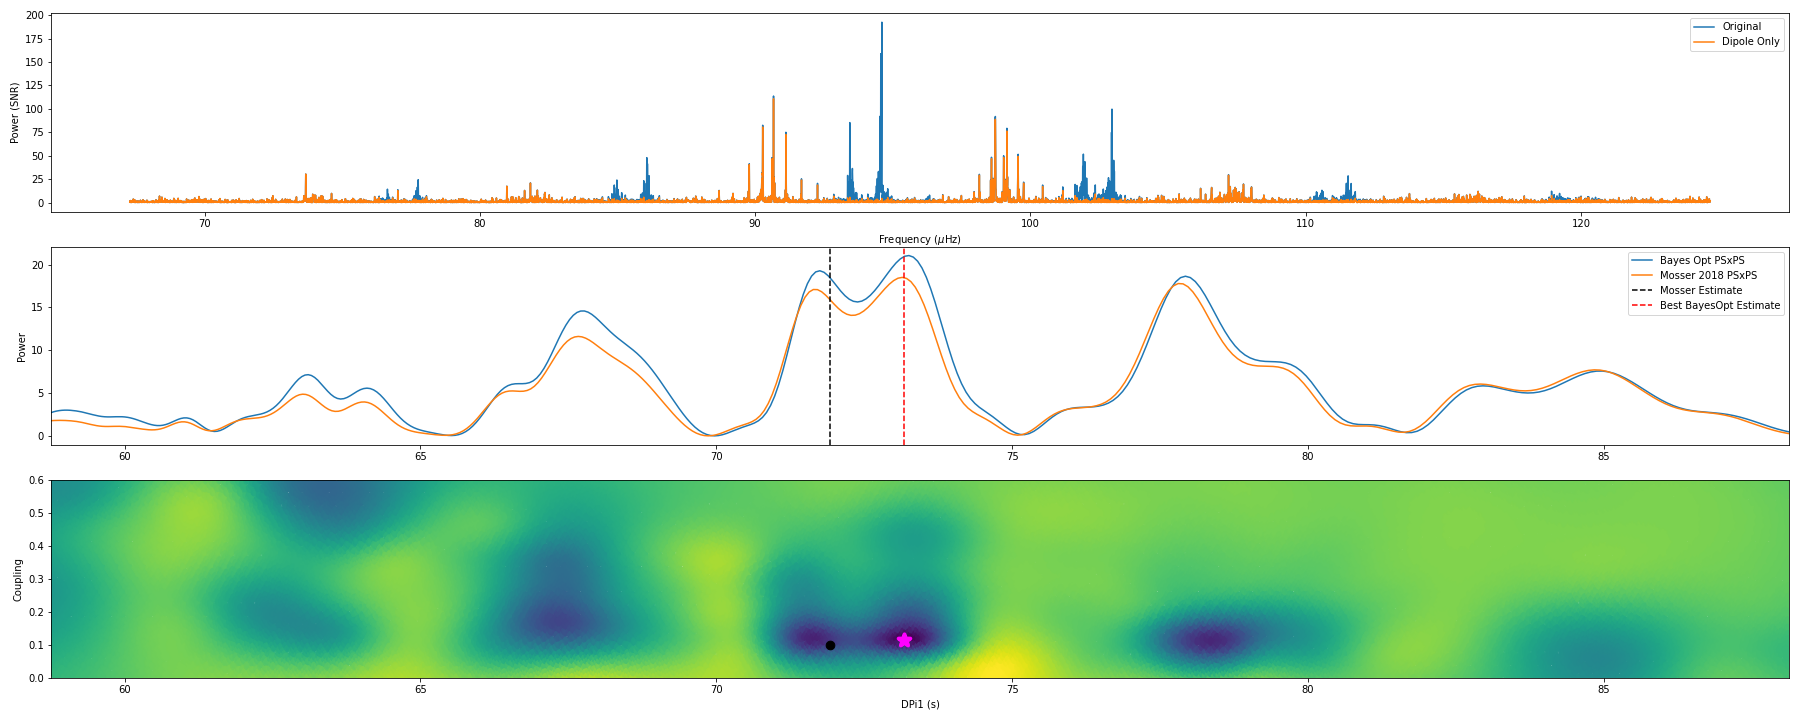 200
175
150
125
100
75
50
25
0
Power (SNR)
Original
Dipole Only
70 80 90 100 110 120
Frequency (μHz)
20
15
10
5
0
Power
Bayes Opt PSxPS
Mosser 2018 PSxPS
Mosser Estimate
Best BayesOpt Estimate
60 65 70 75 80 85
0.6
0.5
0.4
0.3
0.2
0.1
0.0
Coupling
60 65 70 75 80 85
DPi1 (s)